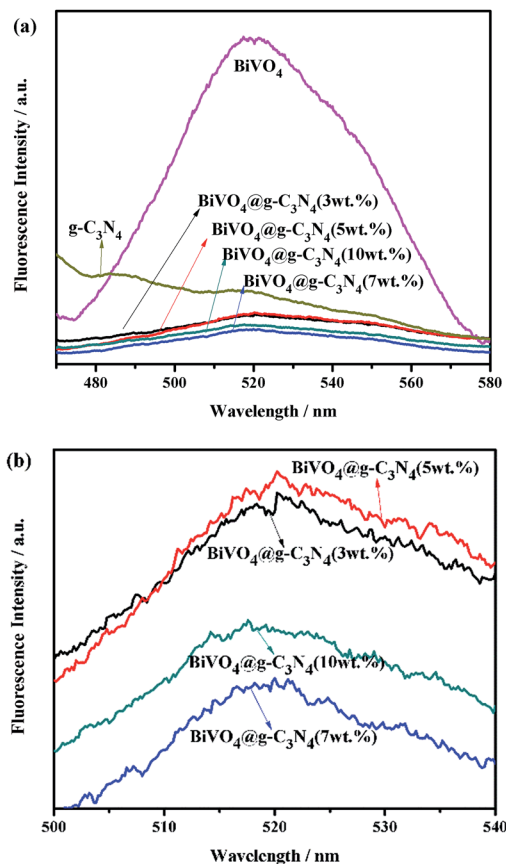 (a)
BiVO₄
BiVO₄@g-C₃N₄(3wt.%)
g-C₃N₄
BiVO₄@g-C₃N₄(5wt.%)
BiVO₄@g-C₃N₄(10wt.%)
BiVO₄@g-C₃N₄(7wt.%)
Fluorescence Intensity / a.u.
480 500 520 540 560 580
Wavelength / nm
(b)
BiVO₄@g-C₃N₄(5wt.%)
BiVO₄@g-C₃N₄(3wt.%)
BiVO₄@g-C₃N₄(10wt.%)
BiVO₄@g-C₃N₄(7wt.%)
Fluorescence Intensity / a.u.
500 510 520 530 540
Wavelength / nm